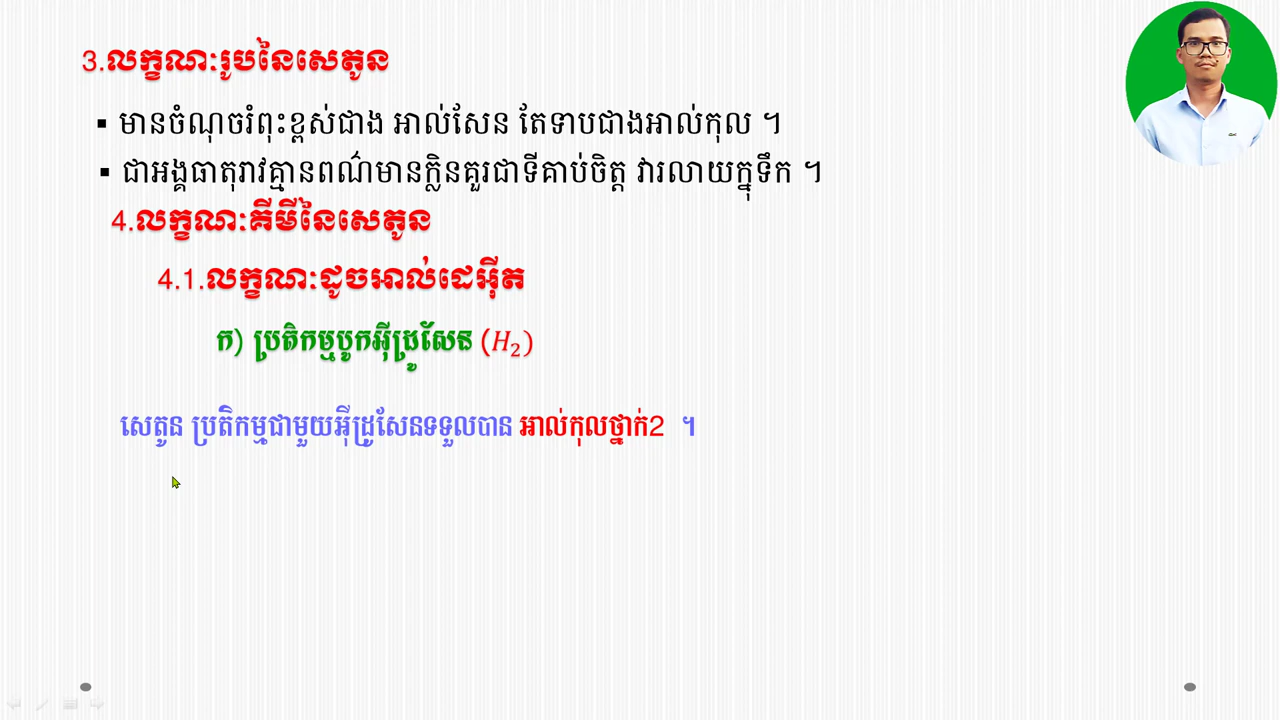 3.លក្ខណៈរូបនៃសេតូន
▪ មានចំណុចរំពុះខ្ពស់ជាង អាល់សែន តែទាបជាងអាល់កុល ។
▪ ជាអង្គធាតុរាវគ្មានពណ៌មានក្លិនគួរជាទីគាប់ចិត្ត វារលាយក្នុទឹក ។
4.លក្ខណៈគីមីនៃសេតូន
4.1.លក្ខណៈដូចអាល់ដេអ៊ីត
ក) ប្រតិកម្មបូកអ៊ីដ្រូសែន (H₂)
សេតូន ប្រតិកម្មជាមួយអ៊ីដ្រូសែនទទួលបាន អាល់កុលថ្នាក់2 ។